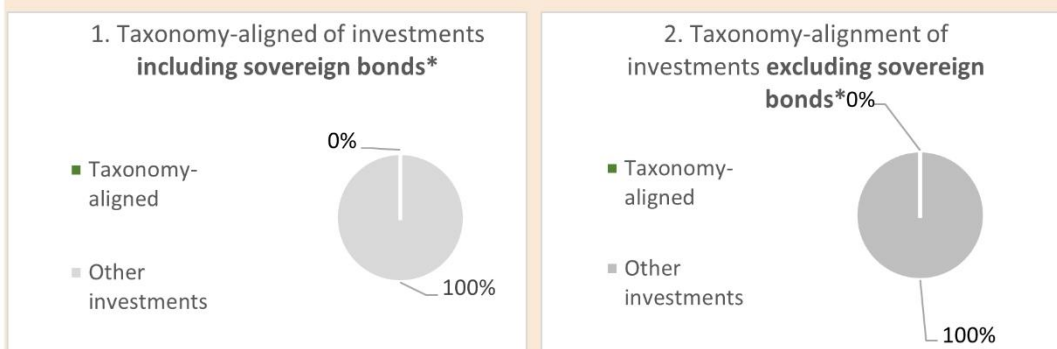 1. Taxonomy-aligned of investments
including sovereign bonds*
0%
Taxonomy-
aligned
Other
investments
100%
2. Taxonomy-alignment of
investments excluding sovereign
bonds*0%
Taxonomy-
aligned
Other
investments
100%